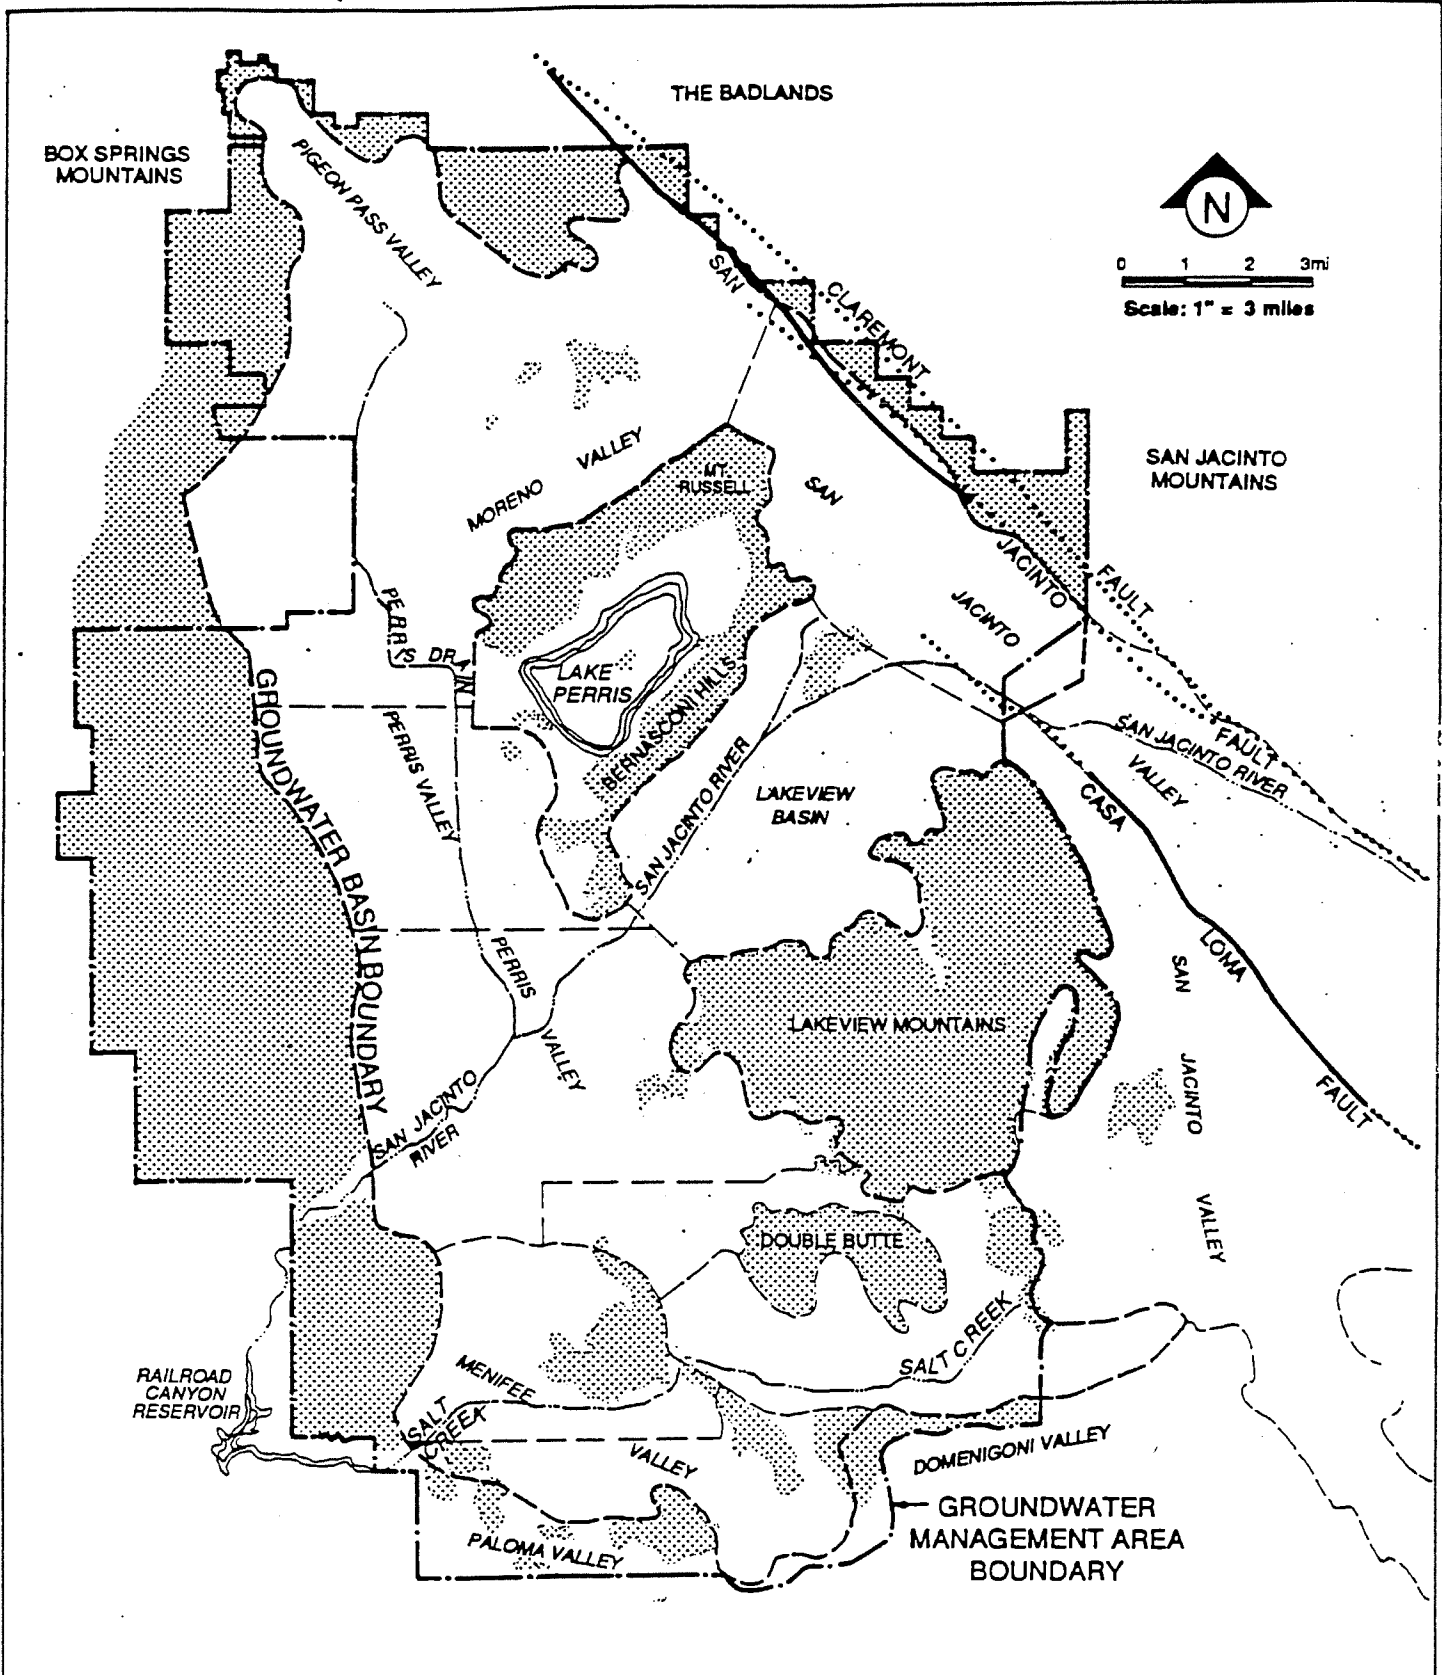 THE BADLANDS
BOX SPRINGS
MOUNTAINS
PIGEON PASS VALLEY
N
0 1 2 3mi
Scale: 1" = 3 miles
SAN
CLAREMONT
MORENO VALLEY
MT.
RUSSELL
SAN
SAN JACINTO
MOUNTAINS
JACINTO
FAULT
JACINTO
PERRIS DRAIN
LAKE
PERRIS
BERNASCONI HILLS
GROUNDWATER BASIN BOUNDARY
PERRIS VALLEY
SAN JACINTO RIVER
LAKEVIEW
BASIN
FAULT
SAN JACINTO RIVER
VALLEY
CASA
LOMA
FAULT
PERRIS
VALLEY
SAN
JACINTO
VALLEY
LAKEVIEW MOUNTAINS
SAN JACINTO
RIVER
DOUBLE BUTTE
SALT CREEK
RAILROAD
CANYON
RESERVOIR
MENIFEE
SALT
CREEK
VALLEY
DOMENIGONI VALLEY
PALOMA VALLEY
GROUNDWATER
MANAGEMENT AREA
BOUNDARY